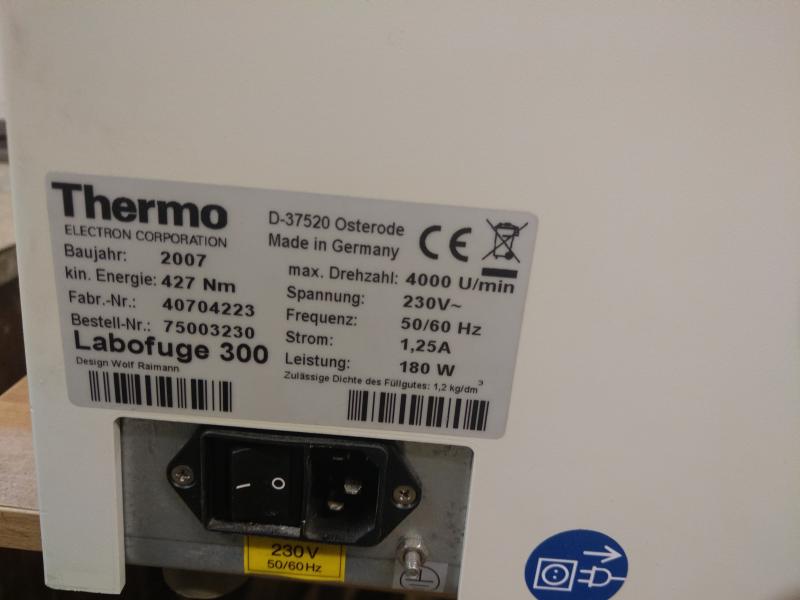 Thermo
ELECTRON CORPORATION
Baujahr: 2007
kin. Energie: 427 Nm
Fabr.-Nr.: 40704223
Bestell-Nr.: 75003230
Labofuge 300
Design Wolf Raimann
D-37520 Osterode
Made in Germany
CE
max. Drehzahl: 4000 U/min
Spannung: 230V~
Frequenz: 50/60 Hz
Strom: 1,25A
Leistung: 180 W
Zulässige Dichte des Füllgutes: 1,2 kg/dm³
230V
50/60Hz